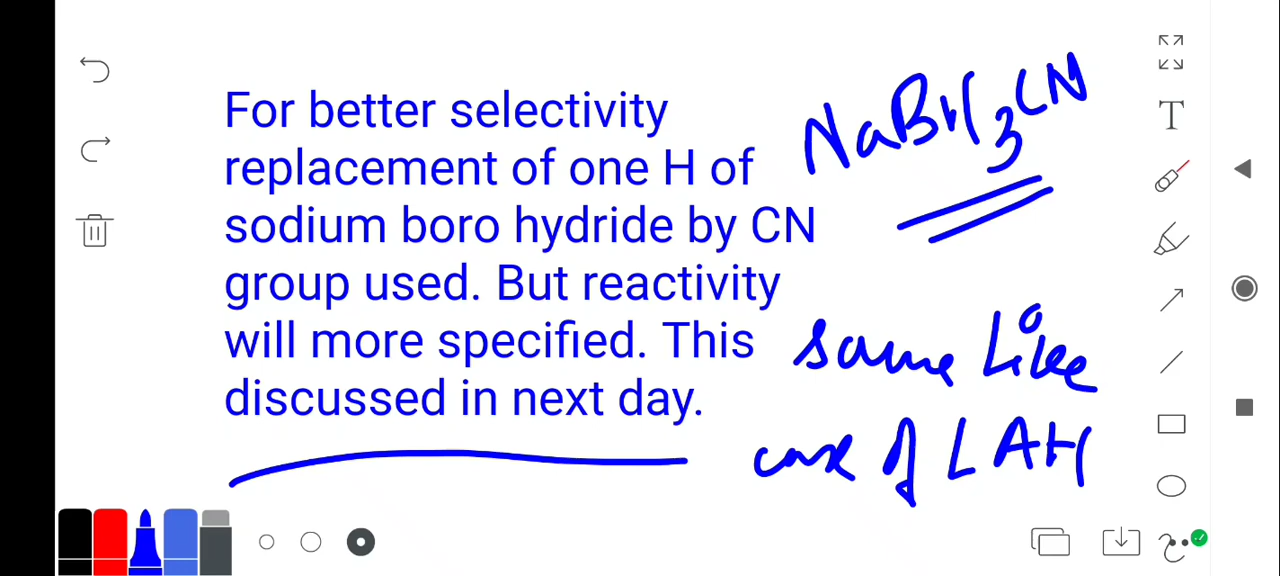 For better selectivity
replacement of one H of
sodium boro hydride by CN
group used. But reactivity
will more specified. This
discussed in next day.
NaBH3CN
same like
case of LAH
T